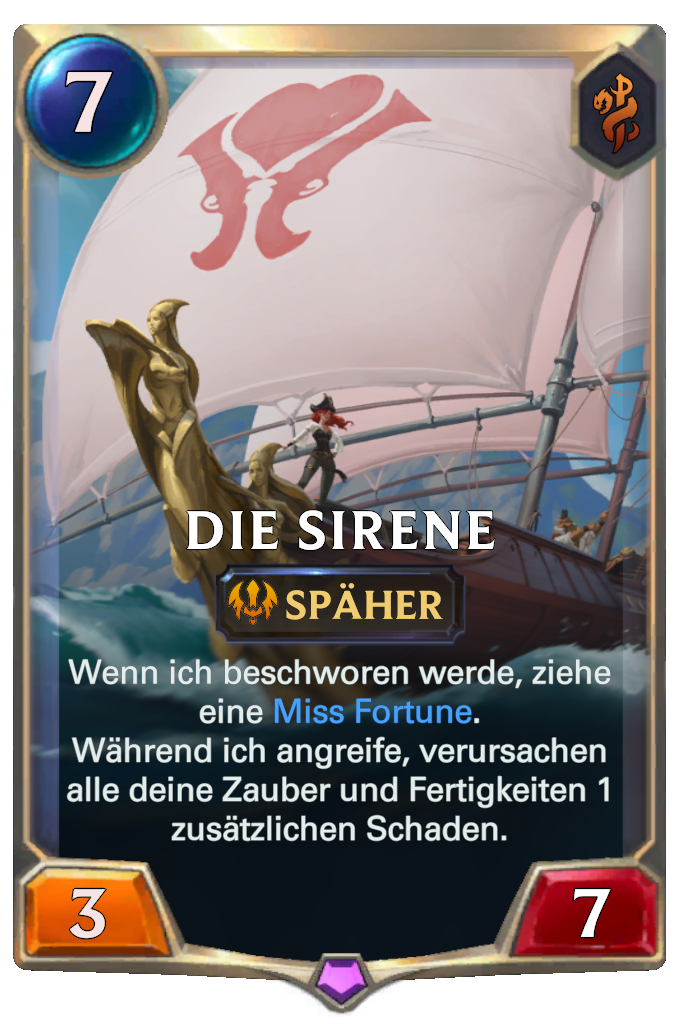 7
DIE SIRENE
SPÄHER
Wenn ich beschworen werde, ziehe
eine Miss Fortune.
Während ich angreife, verursachen
alle deine Zauber und Fertigkeiten 1
zusätzlichen Schaden.
3
7